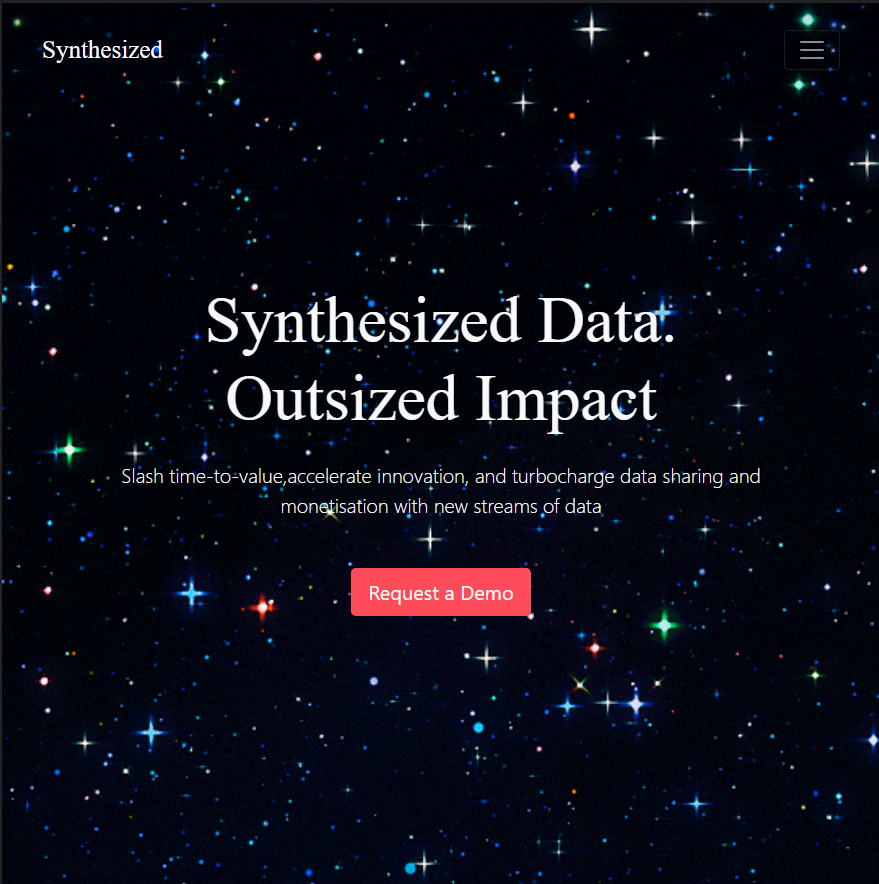 Synthesized
Synthesized Data.
Outsized Impact
Slash time-to-value,accelerate innovation, and turbocharge data sharing and
monetisation with new streams of data
Request a Demo